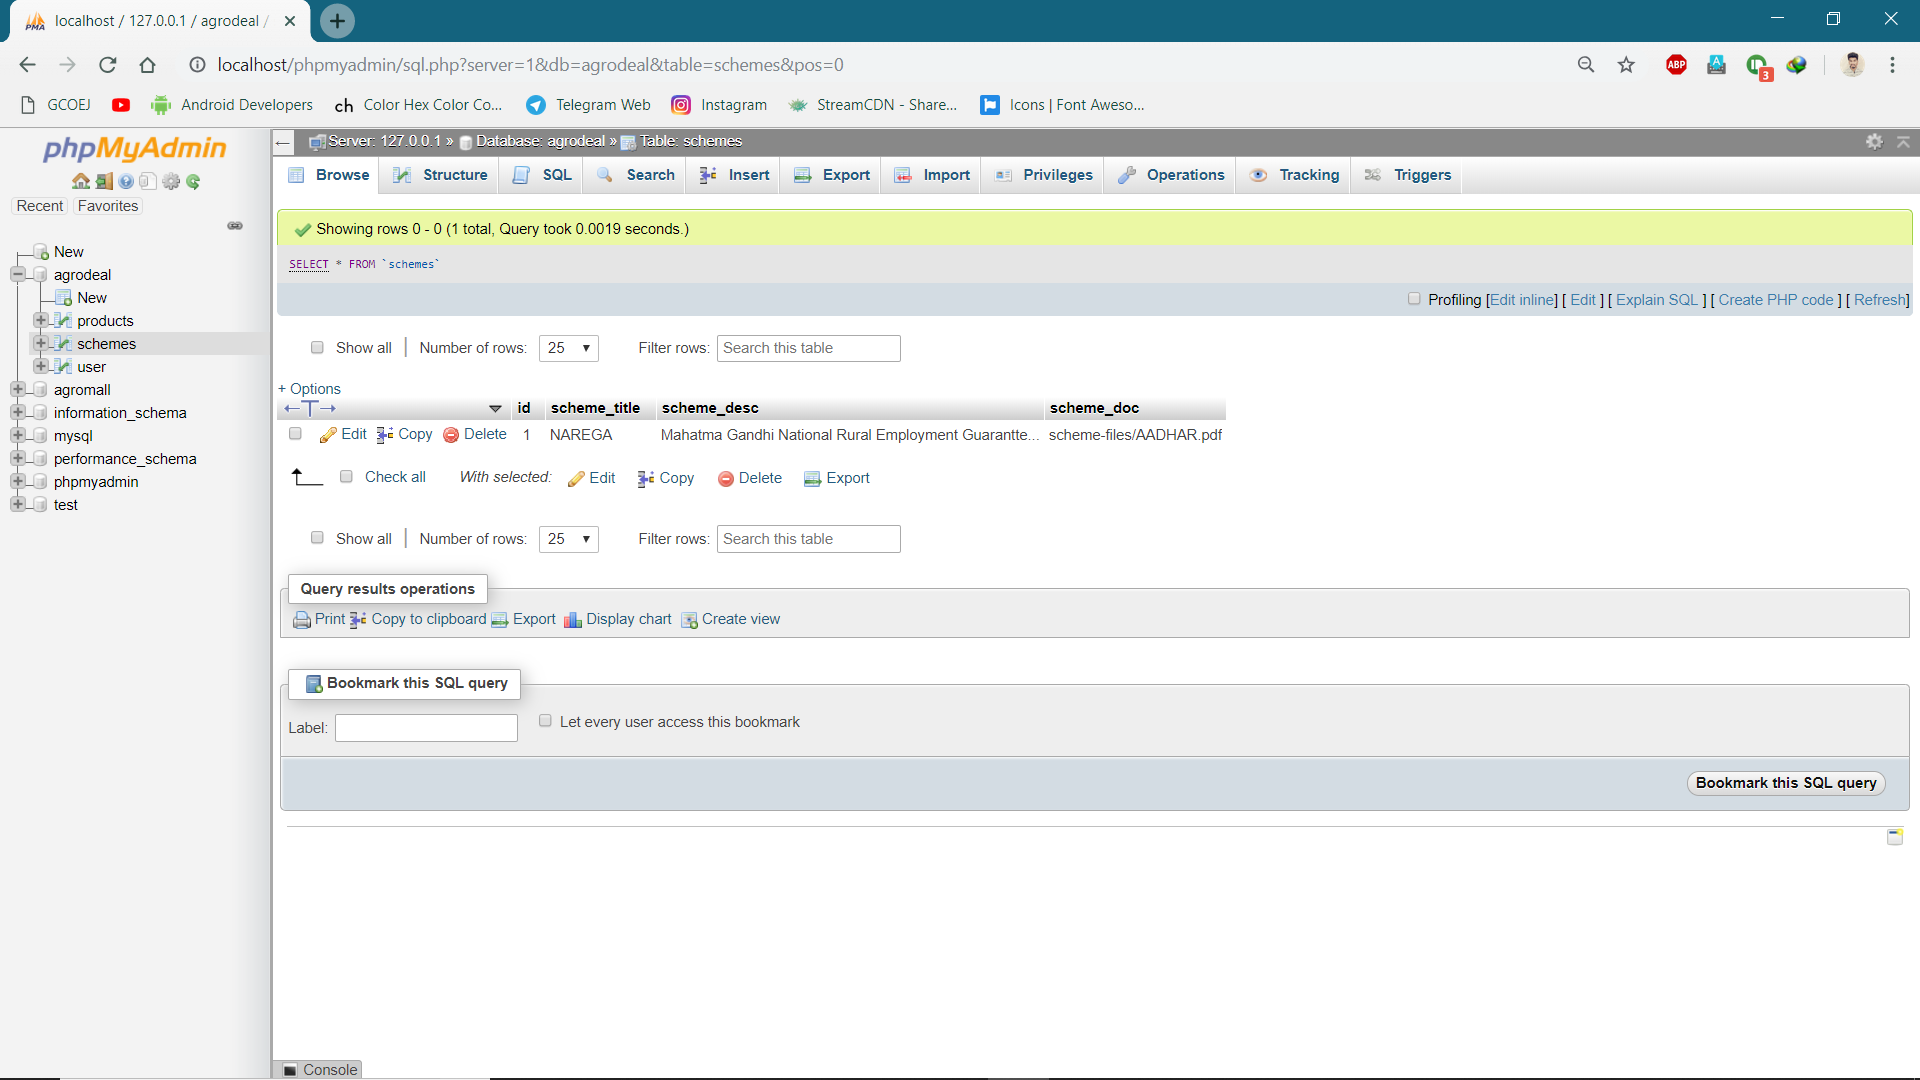 localhost / 127.0.0.1 / agrodeal /
localhost/phpmyadmin/sql.php?server=1&db=agrodeal&table=schemes&pos=0
ABP
3
GCOEJ
Android Developers
ch Color Hex Color Co...
Telegram Web
Instagram
StreamCDN - Share...
Icons | Font Aweso...
phpMyAdmin
Recent Favorites
New
agrodeal
New
products
schemes
user
agromall
information_schema
mysql
performance_schema
phpmyadmin
test
Server: 127.0.0.1 » Database: agrodeal » Table: schemes
Browse Structure SQL Search Insert Export Import Privileges Operations Tracking Triggers
Showing rows 0 - 0 (1 total, Query took 0.0019 seconds.)
SELECT * FROM `schemes`
Profiling [Edit inline] [ Edit ] [ Explain SQL ] [ Create PHP code ] [ Refresh]
Show all | Number of rows: 25 Filter rows: Search this table
+ Options
id scheme_title scheme_desc scheme_doc
Edit Copy Delete 1 NAREGA Mahatma Gandhi National Rural Employment Guarantte... scheme-files/AADHAR.pdf
Check all With selected: Edit Copy Delete Export
Show all | Number of rows: 25 Filter rows: Search this table
Query results operations
Print Copy to clipboard Export Display chart Create view
Bookmark this SQL query
Label: Let every user access this bookmark
Bookmark this SQL query
Console